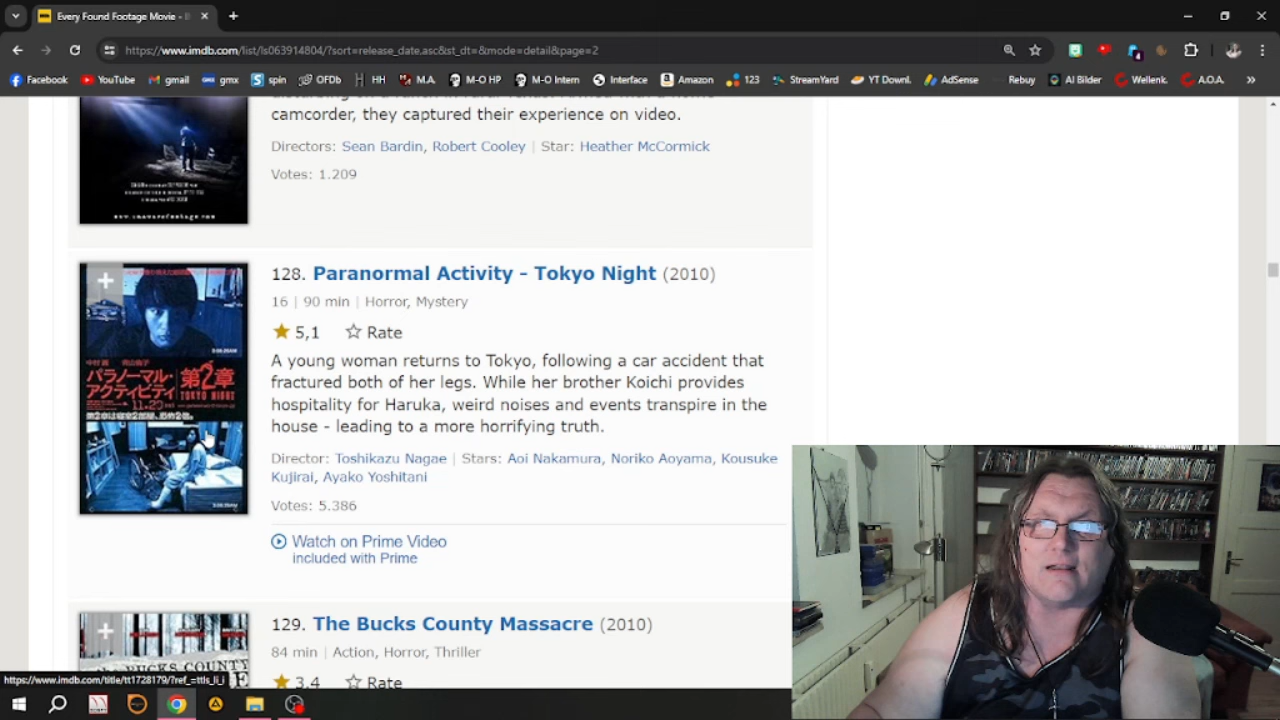 Every Found Footage Movie - I
https://www.imdb.com/list/ls063914804/?sort=release_date,asc&st_dt=&mode=detail&page=2
Facebook YouTube gmail gmx spin OFDb HH M.A M-O HP M-O Intern Interface Amazon 123 StreamYard YT Downl. AdSense Rebuy AI Bilder Wellenk. A.O.A. »
camcorder, they captured their experience on video.
Directors: Sean Bardin, Robert Cooley | Star: Heather McCormick
Votes: 1.209
128. Paranormal Activity - Tokyo Night (2010)
16 | 90 min | Horror, Mystery
5,1 Rate
A young woman returns to Tokyo, following a car accident that
fractured both of her legs. While her brother Koichi provides
hospitality for Haruka, weird noises and events transpire in the
house - leading to a more horrifying truth.
Director: Toshikazu Nagae | Stars: Aoi Nakamura, Noriko Aoyama, Kousuke
Kujirai, Ayako Yoshitani
Votes: 5.386
Watch on Prime Video
included with Prime
パラノーマル・
アクティビティ
第2章
TOKYO NIGHT
11.20
129. The Bucks County Massacre (2010)
84 min | Action, Horror, Thriller
3,4 Rate
BUCKS COUNTY
https://www.imdb.com/title/tt1728179/?ref_=ttls_li_i